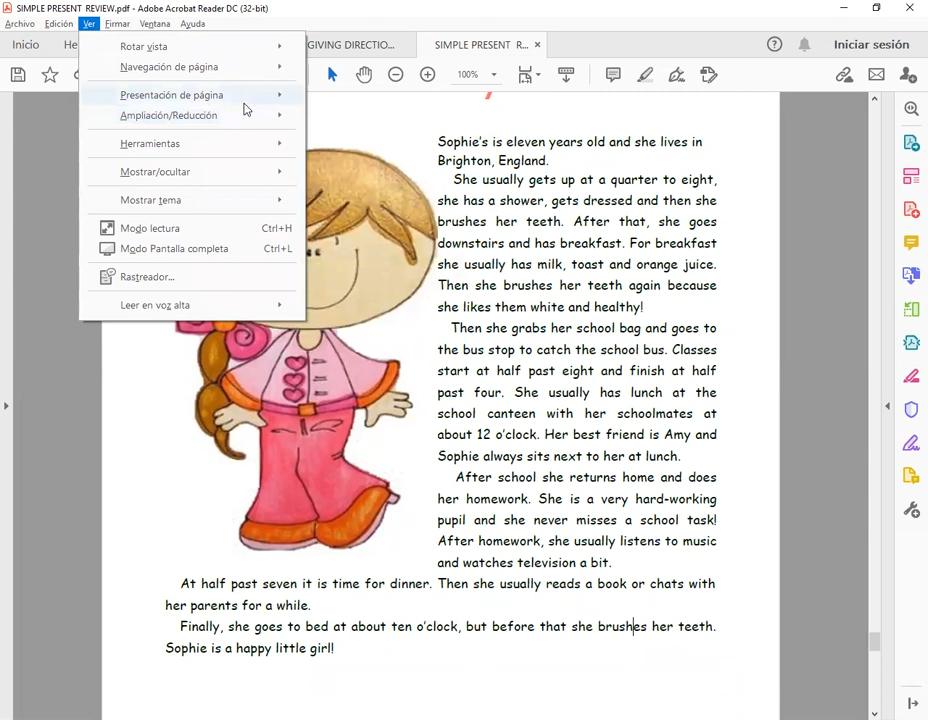 SIMPLE PRESENT REVIEW.pdf - Adobe Acrobat Reader DC (32-bit)
Archivo Edición Ver Firmar Ventana Ayuda
Inicio He GIVING DIRECTIO... SIMPLE PRESENT R... × Iniciar sesión
100%
Rotar vista
Navegación de página
Presentación de página
Ampliación/Reducción
Herramientas
Mostrar/ocultar
Mostrar tema
Modo lectura Ctrl+H
Modo Pantalla completa Ctrl+L
Rastreador...
Leer en voz alta
Sophie's is eleven years old and she lives in
Brighton, England.
She usually gets up at a quarter to eight,
she has a shower, gets dressed and then she
brushes her teeth. After that, she goes
downstairs and has breakfast. For breakfast
she usually has milk, toast and orange juice.
Then she brushes her teeth again because
she likes them white and healthy!
Then she grabs her school bag and goes to
the bus stop to catch the school bus. Classes
start at half past eight and finish at half
past four. She usually has lunch at the
school canteen with her schoolmates at
about 12 o'clock. Her best friend is Amy and
Sophie always sits next to her at lunch.
After school she returns home and does
her homework. She is a very hard-working
pupil and she never misses a school task!
After homework, she usually listens to music
and watches television a bit.
At half past seven it is time for dinner. Then she usually reads a book or chats with
her parents for a while.
Finally, she goes to bed at about ten o'clock, but before that she brushes her teeth.
Sophie is a happy little girl!